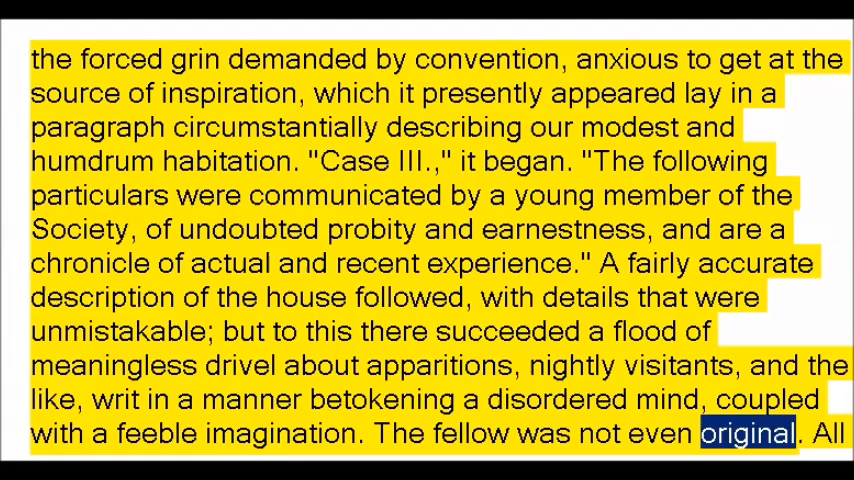 the forced grin demanded by convention, anxious to get at the
source of inspiration, which it presently appeared lay in a
paragraph circumstantially describing our modest and
humdrum habitation. "Case III.," it began. "The following
particulars were communicated by a young member of the
Society, of undoubted probity and earnestness, and are a
chronicle of actual and recent experience." A fairly accurate
description of the house followed, with details that were
unmistakable; but to this there succeeded a flood of
meaningless drivel about apparitions, nightly visitants, and the
like, writ in a manner betokening a disordered mind, coupled
with a feeble imagination. The fellow was not even original. All